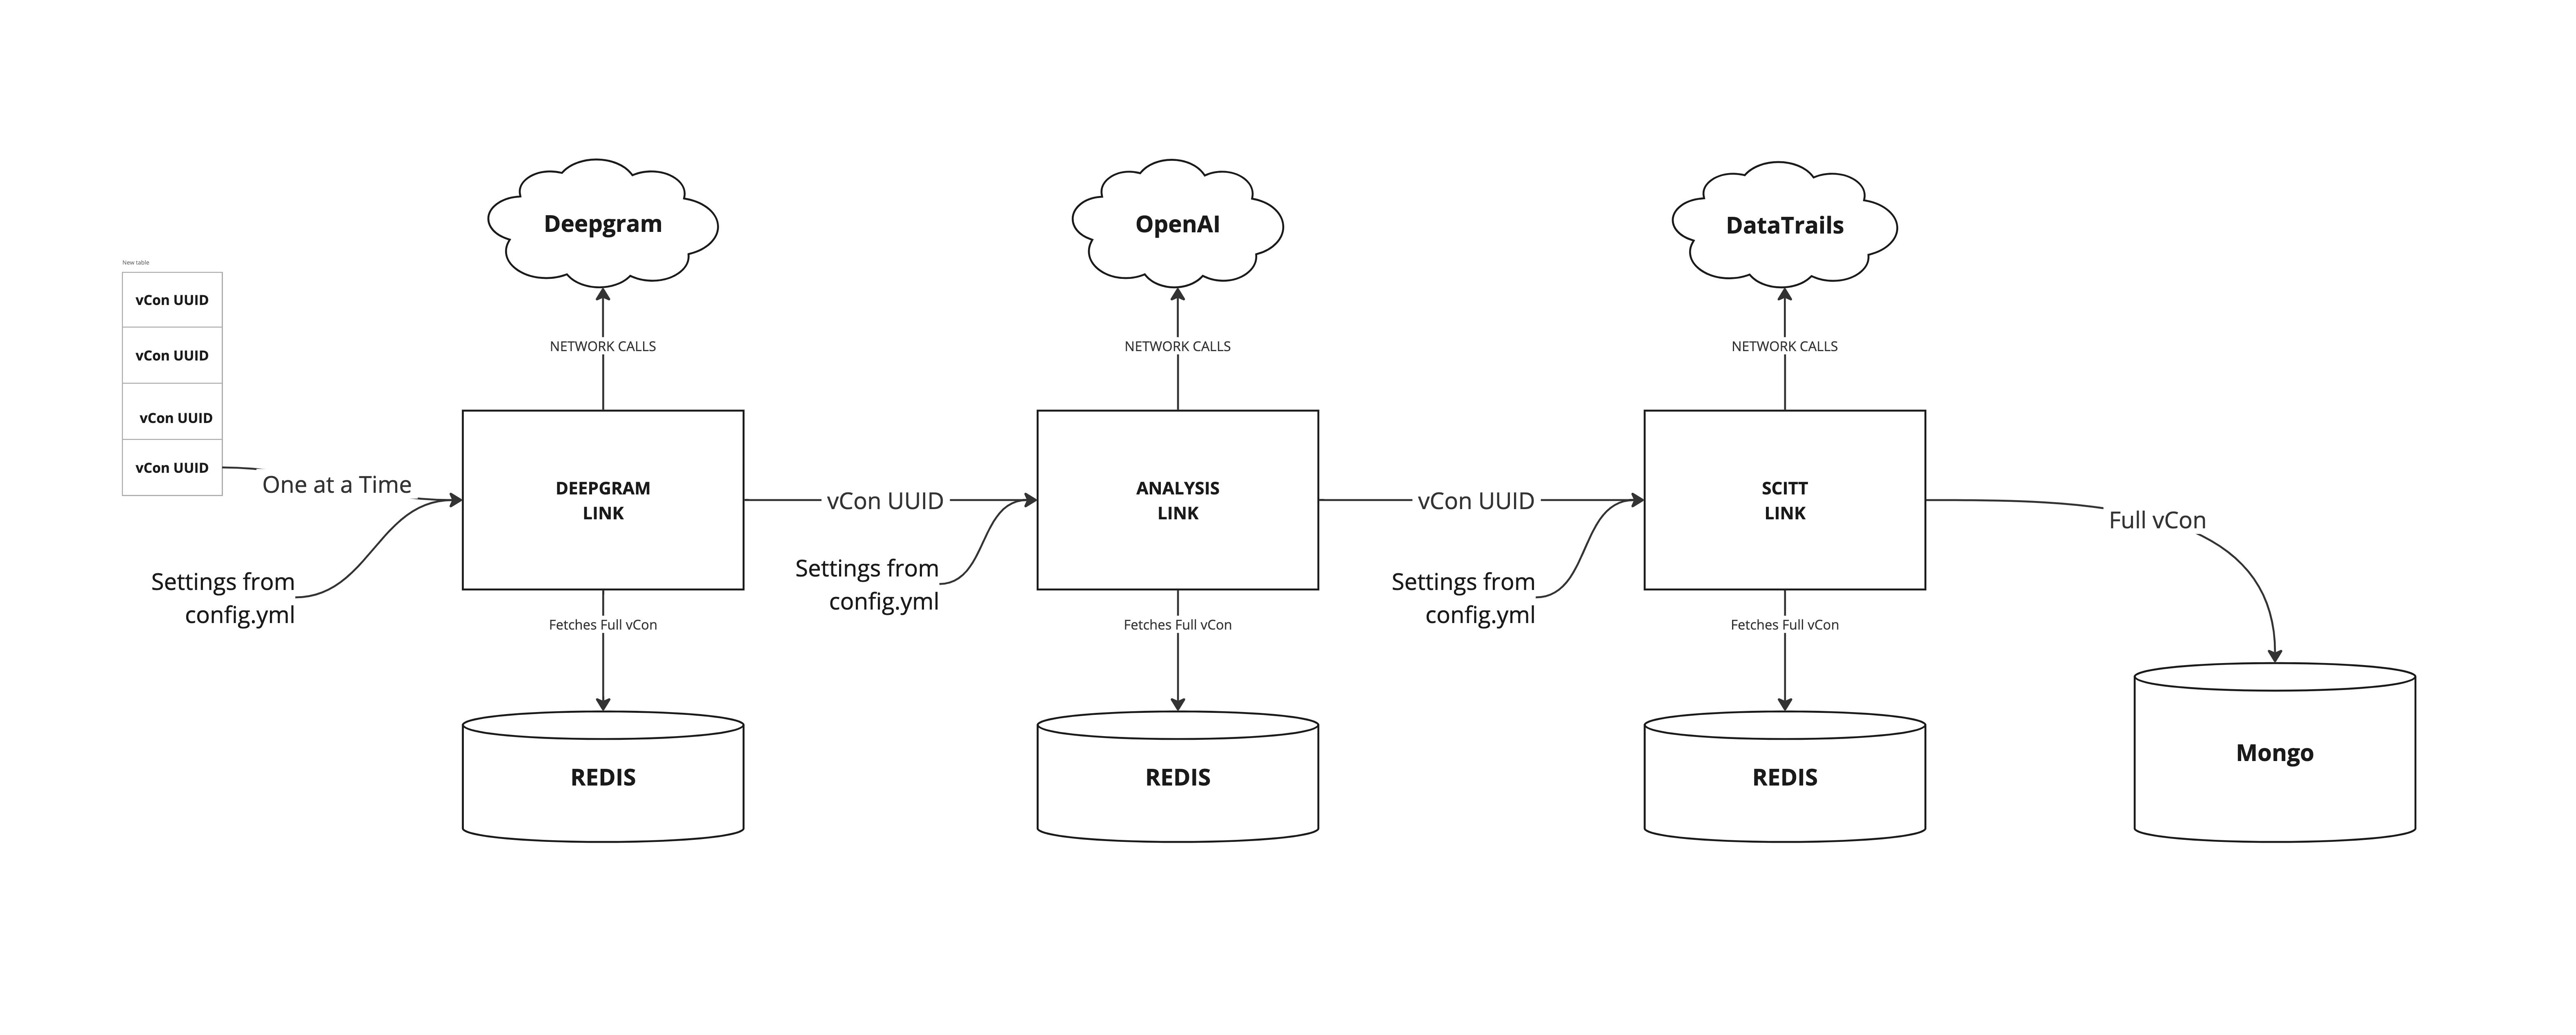 Deepgram
OpenAI
DataTrails
New table
vCon UUID
vCon UUID
vCon UUID
vCon UUID
NETWORK CALLS
NETWORK CALLS
NETWORK CALLS
One at a Time
DEEPGRAM
LINK
vCon UUID
ANALYSIS
LINK
vCon UUID
SCITT
LINK
Full vCon
Settings from
config.yml
Settings from
config.yml
Settings from
config.yml
Fetches Full vCon
Fetches Full vCon
Fetches Full vCon
REDIS
REDIS
REDIS
Mongo